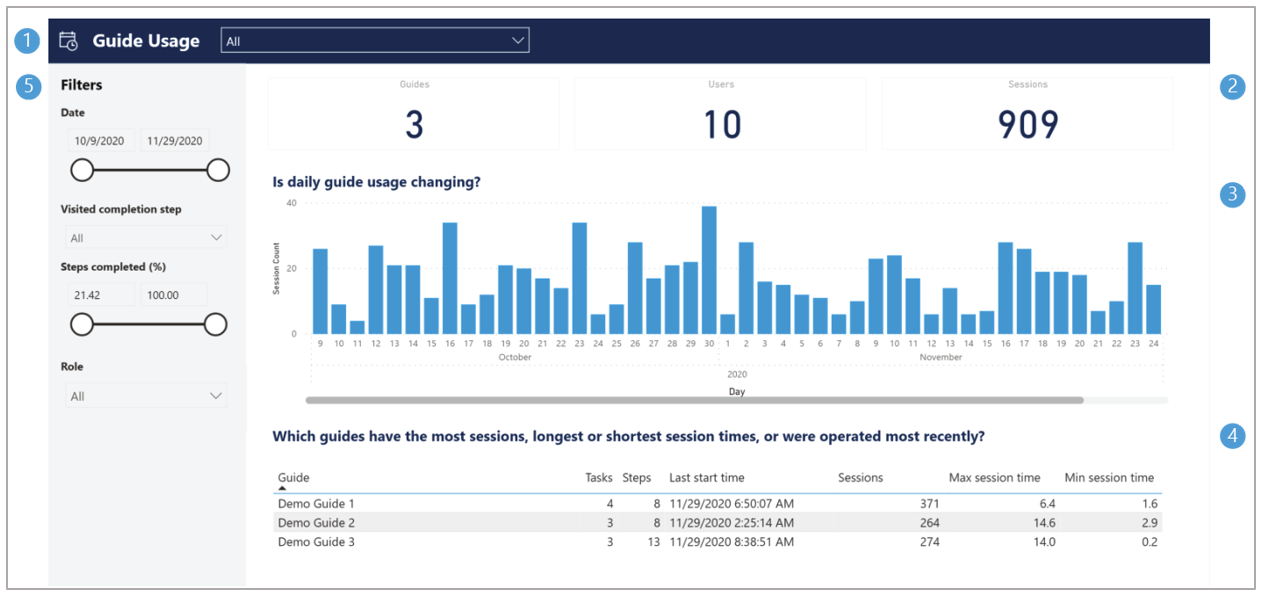 1
Guide Usage
All
5
Filters
Date
10/9/2020 11/29/2020
Visited completion step
All
Steps completed (%)
21.42 100.00
Role
All
Guides
3
Users
10
Sessions
909
2
Is daily guide usage changing?
3
Session Count
40
20
0
9 10 11 12 13 14 15 16 17 18 19 20 21 22 23 24 25 26 27 28 29 30 1 2 3 4 5 6 7 8 9 10 11 12 13 14 15 16 17 18 19 20 21 22 23 24
October November
2020
Day
Which guides have the most sessions, longest or shortest session times, or were operated most recently?
4
Guide Tasks Steps Last start time Sessions Max session time Min session time
Demo Guide 1 4 8 11/29/2020 6:50:07 AM 371 6.4 1.6
Demo Guide 2 3 8 11/29/2020 2:25:14 AM 264 14.6 2.9
Demo Guide 3 3 13 11/29/2020 8:38:51 AM 274 14.0 0.2